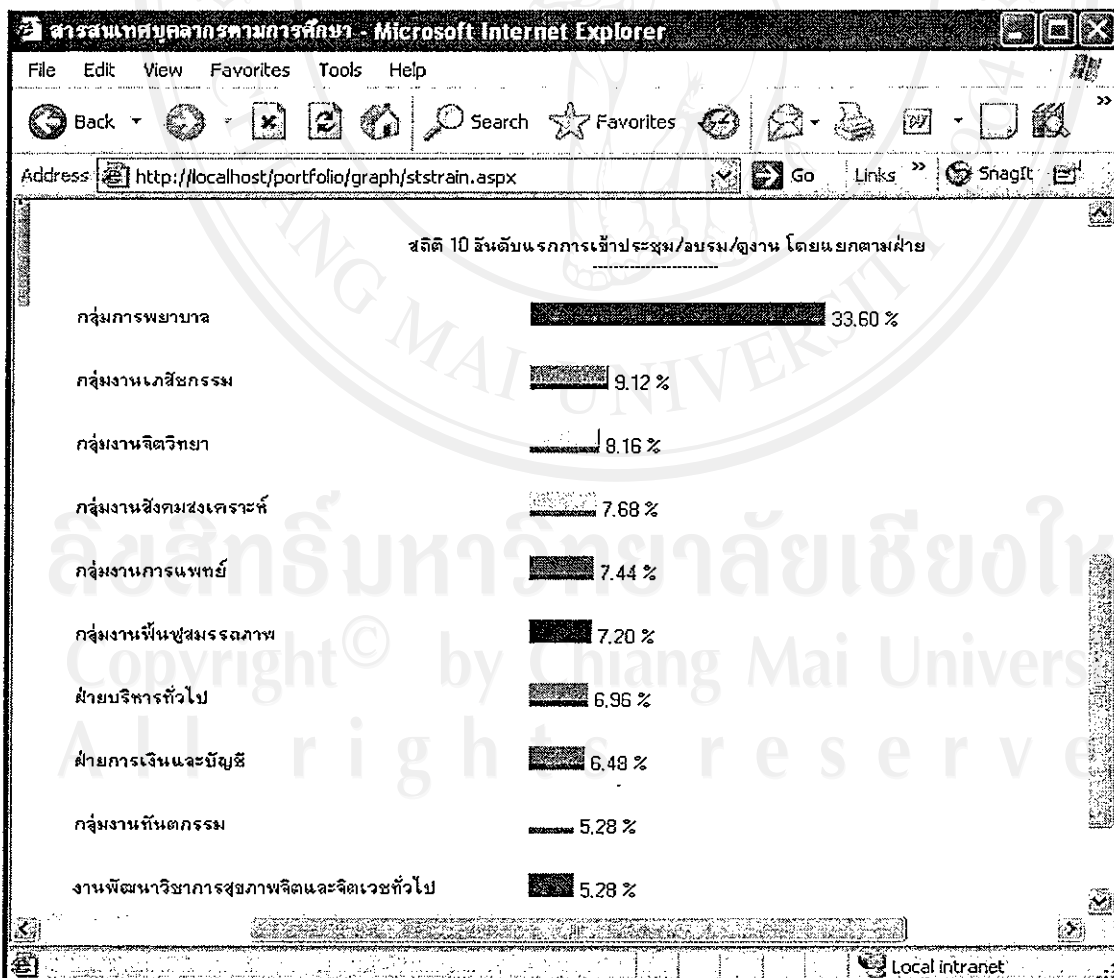 สารสนเทศบุคลากรตามการศึกษา - Microsoft Internet Explorer
File Edit View Favorites Tools Help
Back Search Favorites
Address http://localhost/portfolio/graph/ststrain.aspx Go Links » SnagIt
สถิติ 10 อันดับแรกการเข้าประชุม/อบรม/ดูงาน โดยแยกตามฝ่าย
กลุ่มการพยาบาล 33.60 %
กลุ่มงานเภสัชกรรม 9.12 %
กลุ่มงานจิตวิทยา 8.16 %
กลุ่มงานสังคมสงเคราะห์ 7.68 %
กลุ่มงานการแพทย์ 7.44 %
กลุ่มงานฟื้นฟูสมรรถภาพ 7.20 %
ฝ่ายบริหารทั่วไป 6.96 %
ฝ่ายการเงินและบัญชี 6.48 %
กลุ่มงานทันตกรรม 5.28 %
งานพัฒนาวิชาการสุขภาพจิตและจิตเวชทั่วไป 5.28 %
Local intranet
CHIANG MAI UNIVERSITY
ลิขสิทธิ์มหาวิทยาลัยเชียงให
Copyright © by Chiang Mai Univers
All rights reserve